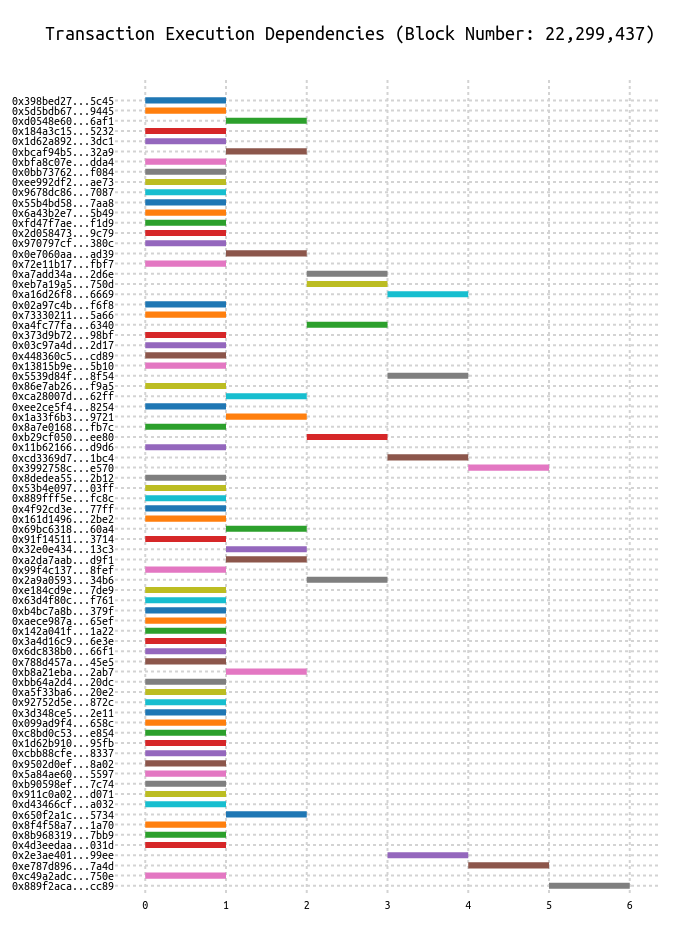 Transaction Execution Dependencies (Block Number: 22,299,437)
0x398bed27...5c45
0x5d5bdb67...9445
0xd0548e60...6af1
0x184a3c15...5232
0x1d62a892...3dc1
0xbcaf94b5...32a9
0xbfa8c07e...dda4
0x0bb73762...f084
0xee992df2...ae73
0x9678dc86...7087
0x55b4bd58...7aa8
0x6a43b2e7...5b49
0xfd47f7ae...f1d9
0x2d058473...9c79
0x970797cf...380c
0x0e7060aa...ad39
0x72e11b17...fbf7
0xa7add34a...2d6e
0xeb7a19a5...750d
0xa16d26f8...6669
0x02a97c4b...f6f8
0x73330211...5a66
0xa4fc77fa...6340
0x373d9b72...98bf
0x03c97a4d...2d17
0x448360c5...cd89
0x13815b9e...5b10
0x5539d84f...8f54
0x86e7ab26...f9a5
0xca28007d...62ff
0xee2ce5f4...8254
0x1a33f6b3...9721
0x8a7e0168...fb7c
0xb29cf050...ee80
0x11b62166...d9d6
0xcd3369d7...1bc4
0x3992758c...e570
0x8dedea55...2b12
0x53b4e097...03ff
0x889fff5e...fc8c
0x4f92cd3e...77ff
0x161d1496...2be2
0x69bc6318...60a4
0x91f14511...3714
0x32e0e434...13c3
0xa2da7aab...d9f1
0x99f4c137...8fef
0x2a9a0593...34b6
0xe184cd9e...7de9
0x63d4f80c...f761
0xb4bc7a8b...379f
0xaece987a...65ef
0x142a041f...1a22
0x3a4d16c9...6e3e
0x6dc838b0...66f1
0x788d457a...45e5
0xb8a21eba...2ab7
0xbb64a2d4...20dc
0xa5f33ba6...20e2
0x92752d5e...872c
0x3d348ce5...2e11
0x099ad9f4...658c
0xc8bd0c53...e854
0x1d62b910...95fb
0xcbb88cfe...8337
0x9502d0ef...8a02
0x5a84ae60...5597
0xb90598ef...7c74
0x911c0a02...d071
0xd43466cf...a032
0x650f2a1c...5734
0x8f4f58a7...1a70
0x8b968319...7bb9
0x4d3eedaa...031d
0x2e3ae401...99ee
0xe787d896...7a4d
0xc49a2adc...750e
0x889f2aca...cc89
0 1 2 3 4 5 6